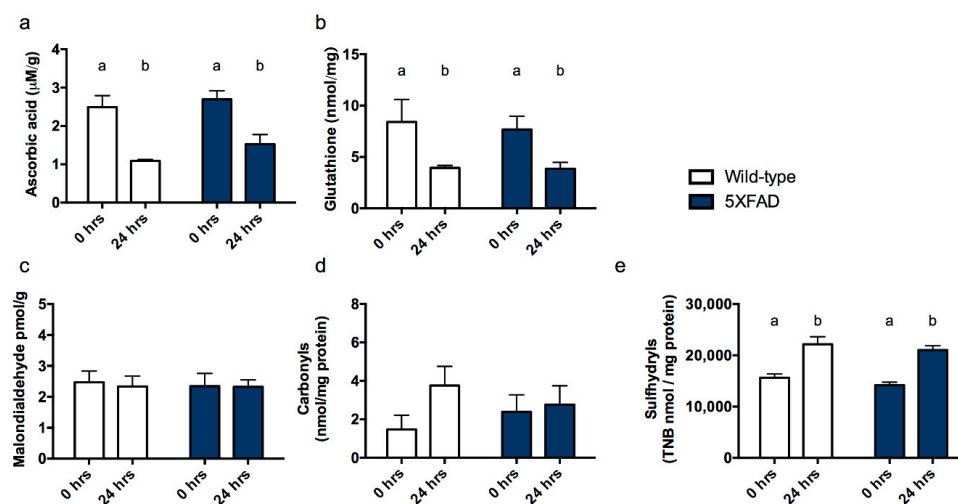 a
Ascorbic acid (μM/g)
4
3
2
1
0
a b a b
0 hrs 24 hrs 0 hrs 24 hrs
b
Glutathione (nmol/mg)
15
10
5
0
a b a b
0 hrs 24 hrs 0 hrs 24 hrs
Wild-type
5XFAD
c
Malondialdehyde pmol/g
5
4
3
2
1
0
0 hrs 24 hrs 0 hrs 24 hrs
d
Carbonyls
(nmol/mg protein)
8
6
4
2
0
0 hrs 24 hrs 0 hrs 24 hrs
e
Sulfhydryls
(TNB nmol / mg protein)
30,000
20,000
10,000
0
a b a b
0 hrs 24 hrs 0 hrs 24 hrs